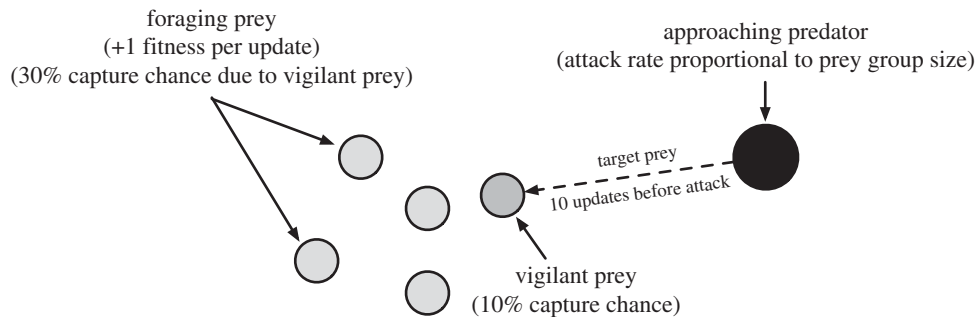 foraging prey
(+1 fitness per update)
(30% capture chance due to vigilant prey)
approaching predator
(attack rate proportional to prey group size)
target prey
10 updates before attack
vigilant prey
(10% capture chance)